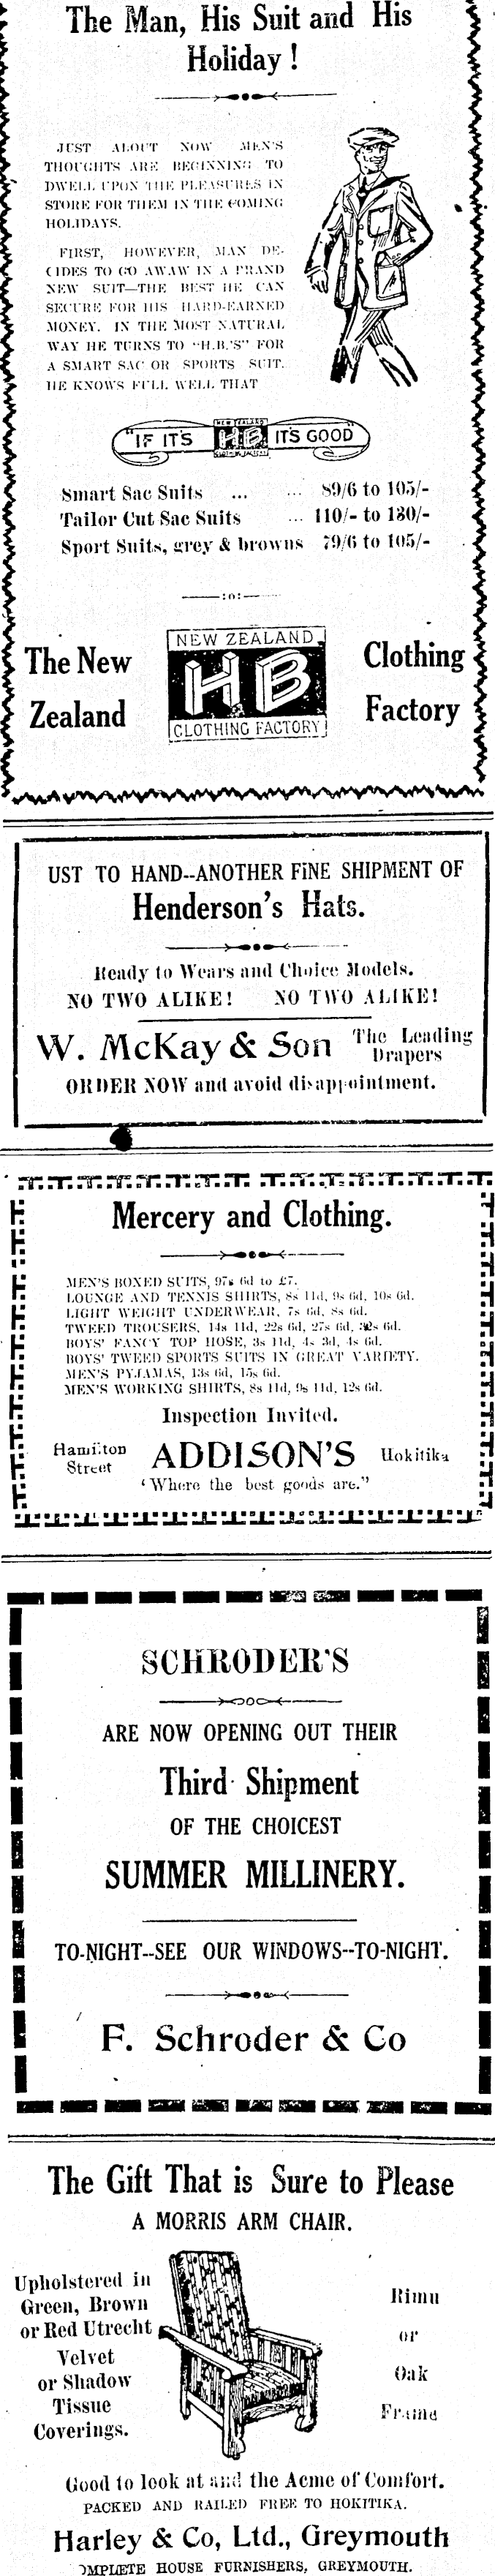 The Man, His Suit and His
Holiday !
JUST ABOUT NOW MEN'S
THOUGHTS ARE BEGINNING TO
DWELL UPON THE PLEASURES IN
STORE FOR THEM IN THE COMING
HOLIDAYS.
FIRST, HOWEVER, MAN DE-
CIDES TO GO AWAW IN A BRAND
NEW SUIT—THE BEST HE CAN
SECURE FOR HIS HARD-EARNED
MONEY. IN THE MOST NATURAL
WAY HE TURNS TO "H.B.'S" FOR
A SMART SAC OR SPORTS SUIT.
HE KNOWS FULL WELL THAT
"IF IT'S NEW ZEALAND HB CLOTHING FACTORY IT'S GOOD"
Smart Sac Suits ... ... 89/6 to 105/-
Tailor Cut Sac Suits ... 110/- to 130/-
Sport Suits, grey & browns 79/6 to 105/-
:o:
The New Zealand
NEW ZEALAND
HB
CLOTHING FACTORY
Clothing Factory
UST TO HAND--ANOTHER FINE SHIPMENT OF
Henderson's Hats.
Ready to Wears and Choice Models.
NO TWO ALIKE! NO TWO ALIKE!
W. McKay & Son The Leading Drapers
ORDER NOW and avoid disappointment.
Mercery and Clothing.
MEN'S BOXED SUITS, 97s 6d to £7.
LOUNGE AND TENNIS SHIRTS, 8s 11d, 9s 6d, 10s 6d.
LIGHT WEIGHT UNDERWEAR, 7s 6d, 8s 6d.
TWEED TROUSERS, 14s 11d, 22s 6d, 27s 6d, 6d.
BOYS' FANCY TOP HOSE, 3s 11d, 4s 3d, 4s 6d.
BOYS' TWEED SPORTS SUITS IN GREAT VARIETY.
MEN'S PYJAMAS, 13s 6d, 15s 6d.
MEN'S WORKING SHIRTS, 8s 11d, 9s 11d, 12s 6d.
Inspection Invited.
Hamilton Street ADDISON'S Hokitika
"Where the best goods are."
SCHRODER'S
ARE NOW OPENING OUT THEIR
Third Shipment
OF THE CHOICEST
SUMMER MILLINERY.
TO-NIGHT--SEE OUR WINDOWS--TO-NIGHT.
F. Schroder & Co
The Gift That is Sure to Please
A MORRIS ARM CHAIR.
Upholstered in
Green, Brown
or Red Utrecht
Velvet
or Shadow
Tissue
Coverings.
Rimu
or
Oak
Frame
Good to look at and the Acme of Comfort.
PACKED AND RAILED FREE TO HOKITIKA.
Harley & Co, Ltd., Greymouth
OMPLETE HOUSE FURNISHERS, GREYMOUTH.